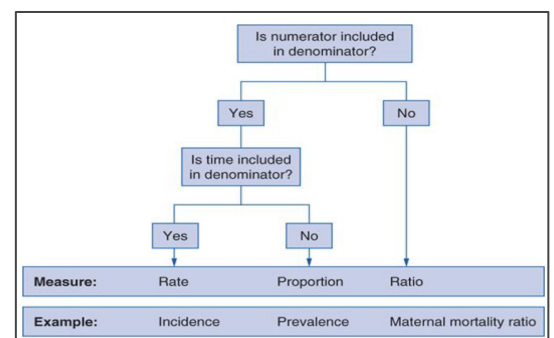 Is numerator included
in denominator?
Yes
No
Is time included
in denominator?
Yes
No
Measure: Rate Proportion Ratio
Example: Incidence Prevalence Maternal mortality ratio